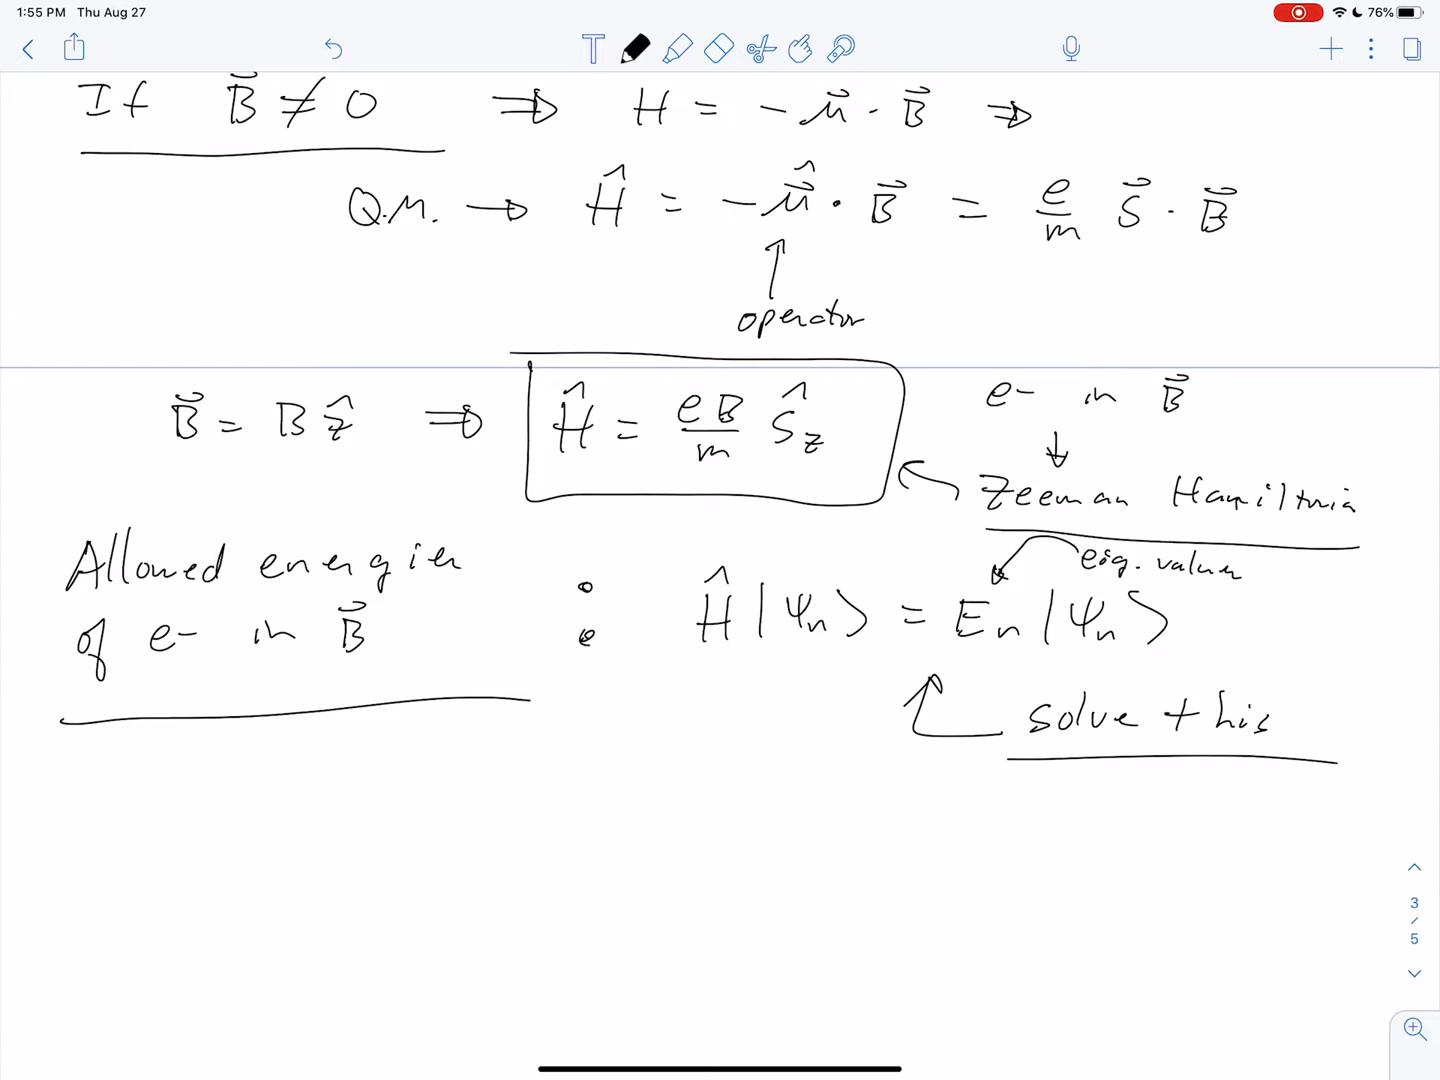 1:55 PM Thu Aug 27
76%
If B⃗ ≠ 0 ⇒ H = -μ⃗ · B⃗ ⇒
Q.M. → Ĥ = -μ⃗̂ · B⃗ = e/m S⃗ · B⃗
operator
B⃗ = B ẑ ⇒ Ĥ = eB/m Ŝz
e- in B⃗
↓
Zeeman Hamiltonian
Allowed energies
of e- in B⃗
:
eig. values
Ĥ |ψn⟩ = En |ψn⟩
solve this
3
/
5